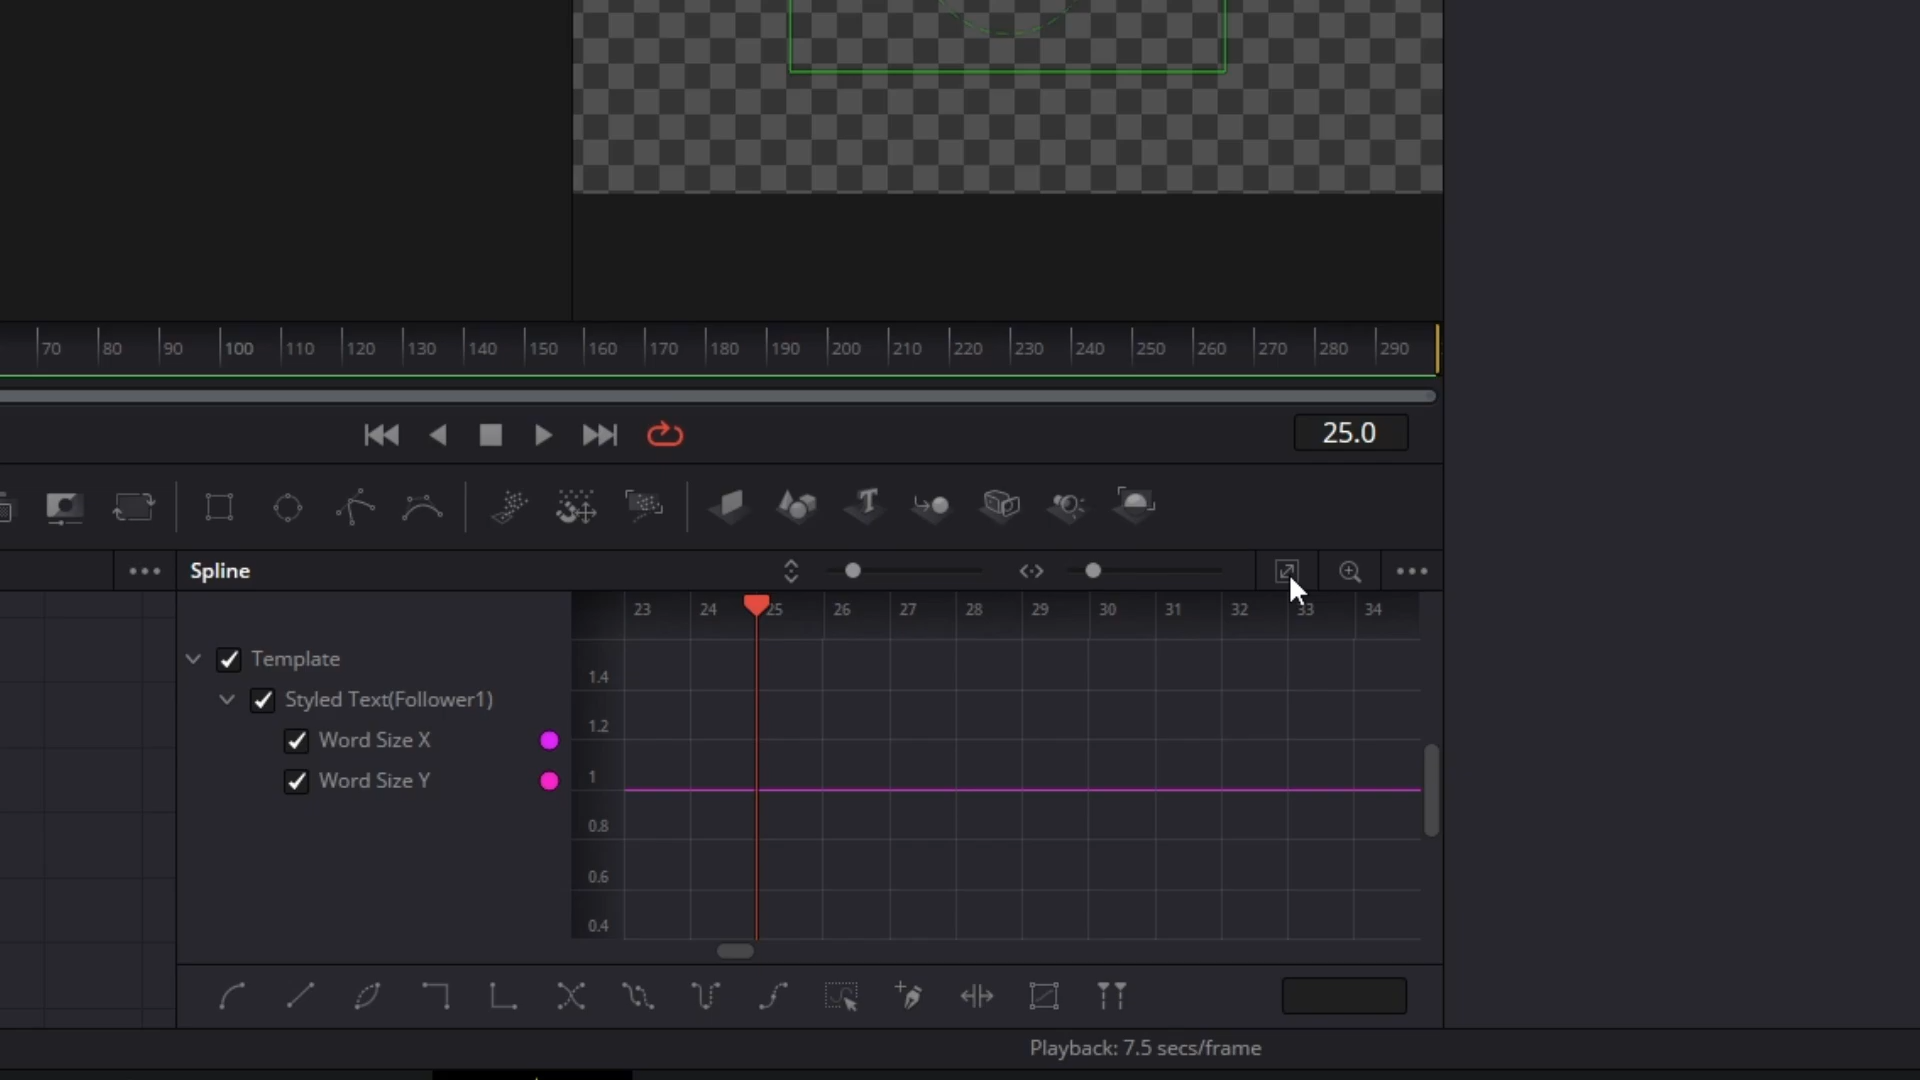 70 80 90 100 110 120 130 140 150 160 170 180 190 200 210 220 230 240 250 260 270 280 290
25.0
Spline
23 24 25 26 27 28 29 30 31 32 33 34
Template
1.4
Styled Text(Follower1)
1.2
Word Size X
Word Size Y
1
0.8
0.6
0.4
Playback: 7.5 secs/frame